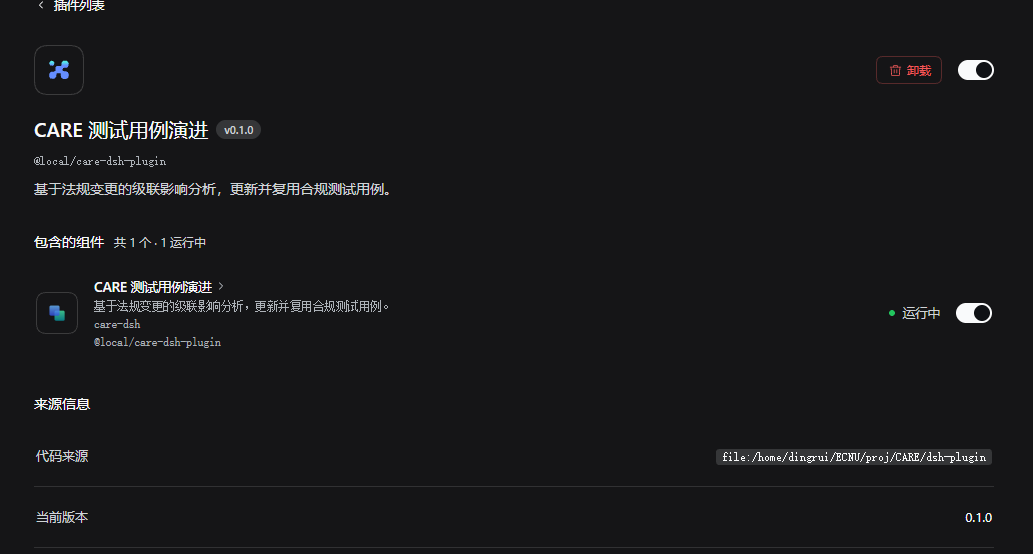 插件列表
卸载
CARE 测试用例演进 v0.1.0
@local/care-dsh-plugin
基于法规变更的级联影响分析，更新并复用合规测试用例。
包含的组件 共 1 个 · 1 运行中
CARE 测试用例演进
基于法规变更的级联影响分析，更新并复用合规测试用例。
care-dsh
@local/care-dsh-plugin
运行中
来源信息
代码来源 file:/home/dingrui/ECNU/proj/CARE/dsh-plugin
当前版本 0.1.0